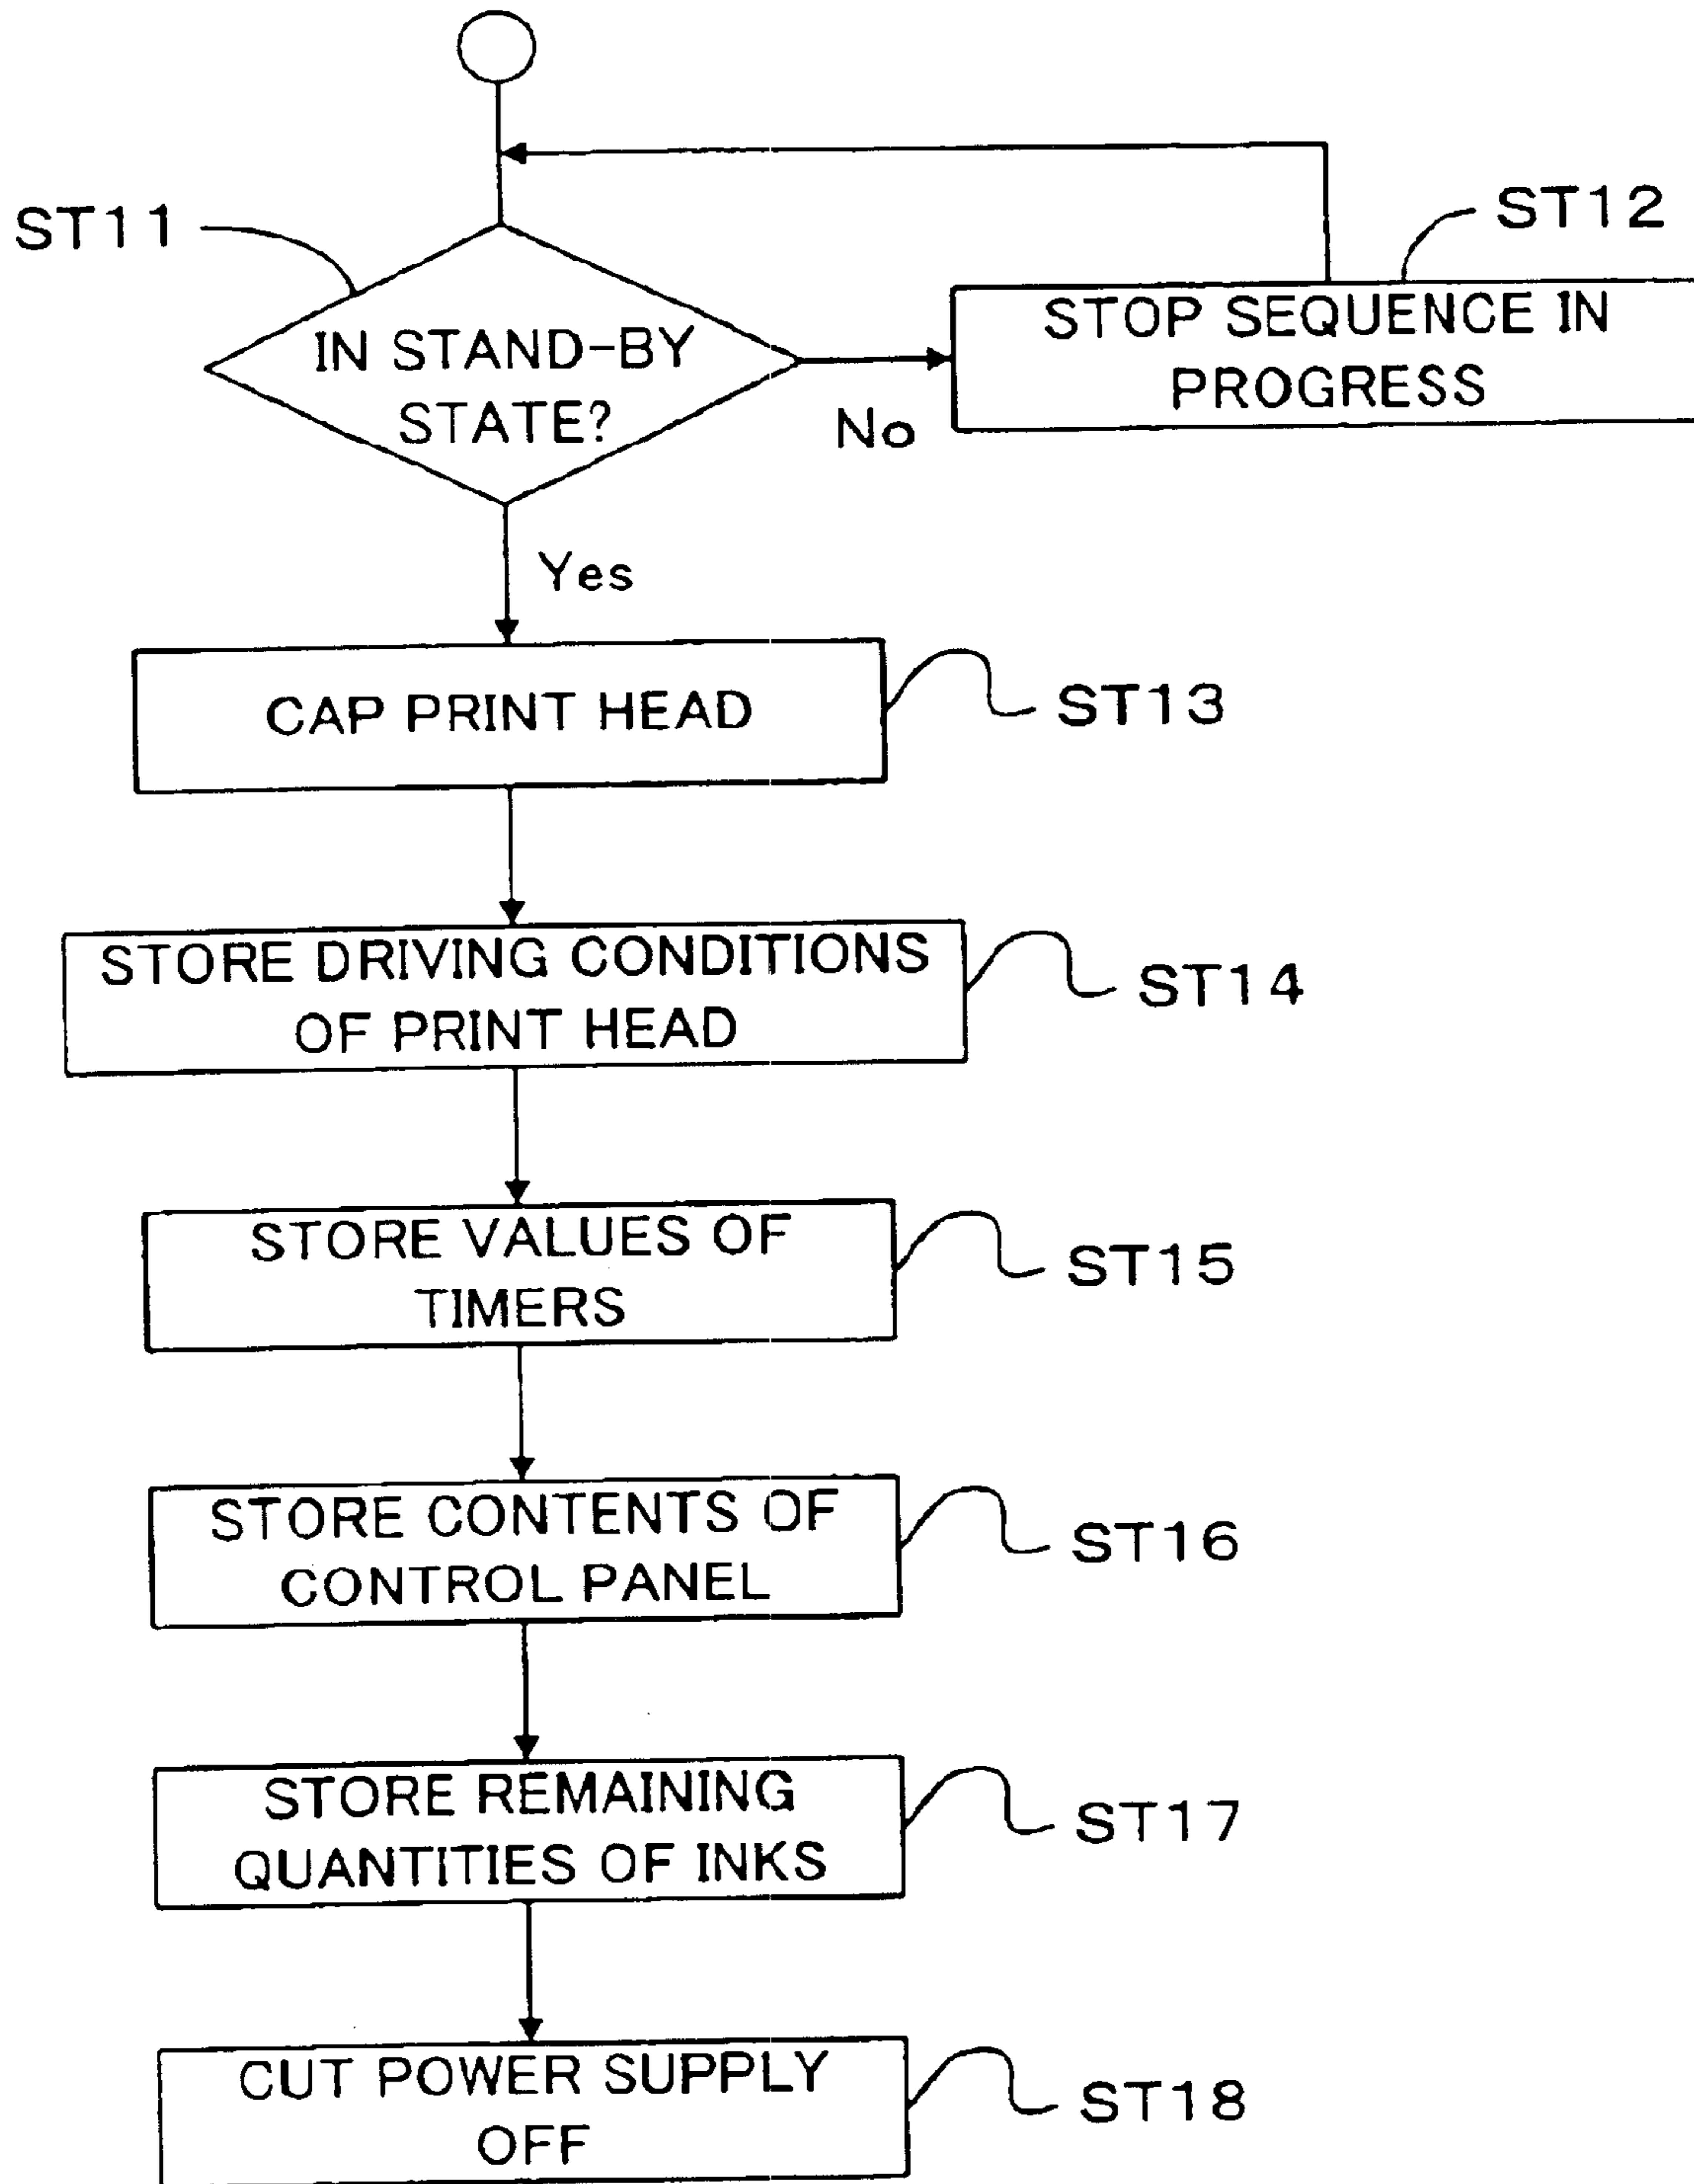 ST11
IN STAND-BY
STATE?
No
ST12
STOP SEQUENCE IN
PROGRESS
Yes
CAP PRINT HEAD
ST13
STORE DRIVING CONDITIONS
OF PRINT HEAD
ST14
STORE VALUES OF
TIMERS
ST15
STORE CONTENTS OF
CONTROL PANEL
ST16
STORE REMAINING
QUANTITIES OF INKS
ST17
CUT POWER SUPPLY
OFF
ST18